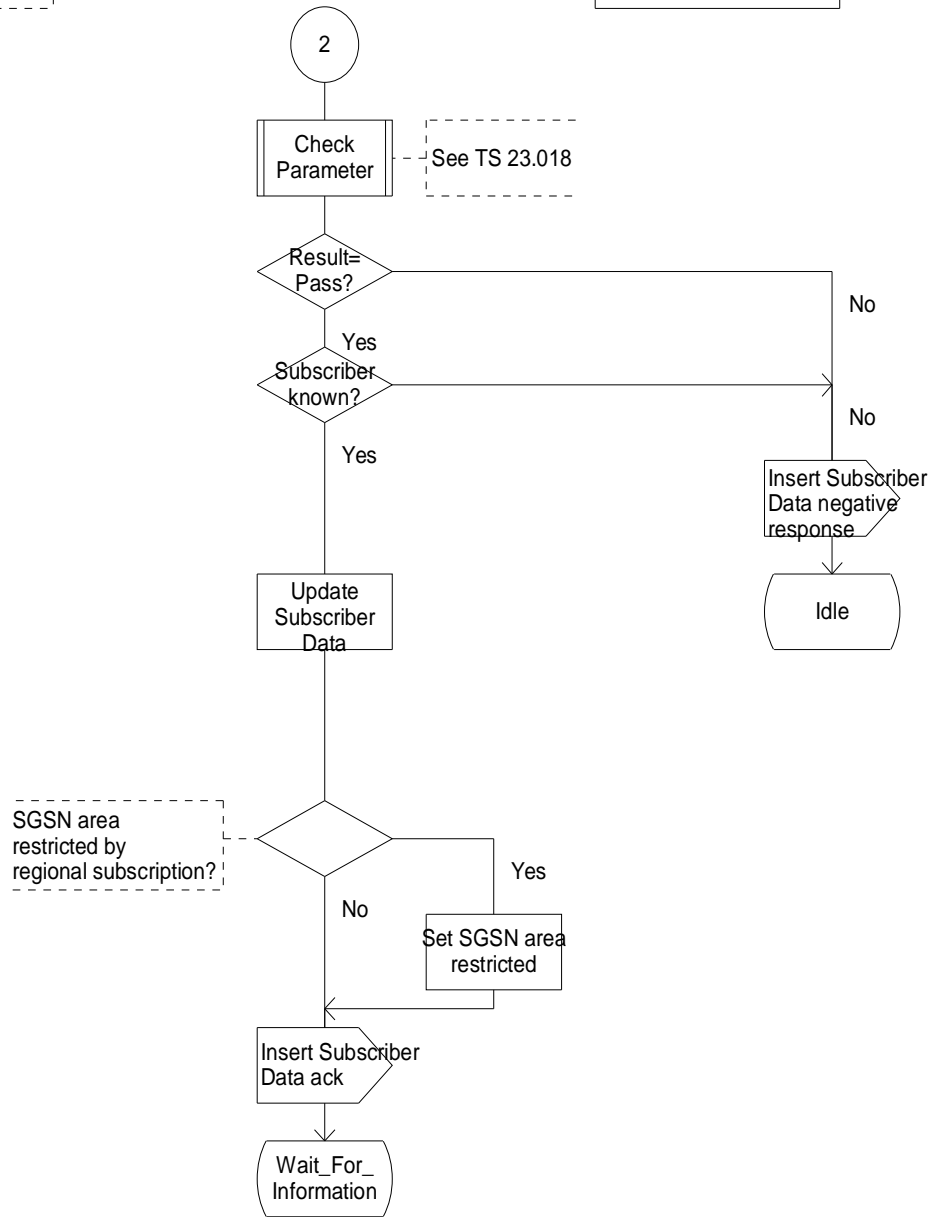 2
Check
Parameter
See TS 23.018
Result=
Pass?
No
Yes
Subscriber
known?
No
Yes
Insert Subscriber
Data negative
response
Update
Subscriber
Data
Idle
SGSN area
restricted by
regional subscription?
Yes
No
Set SGSN area
restricted
Insert Subscriber
Data ack
Wait_For_
Information